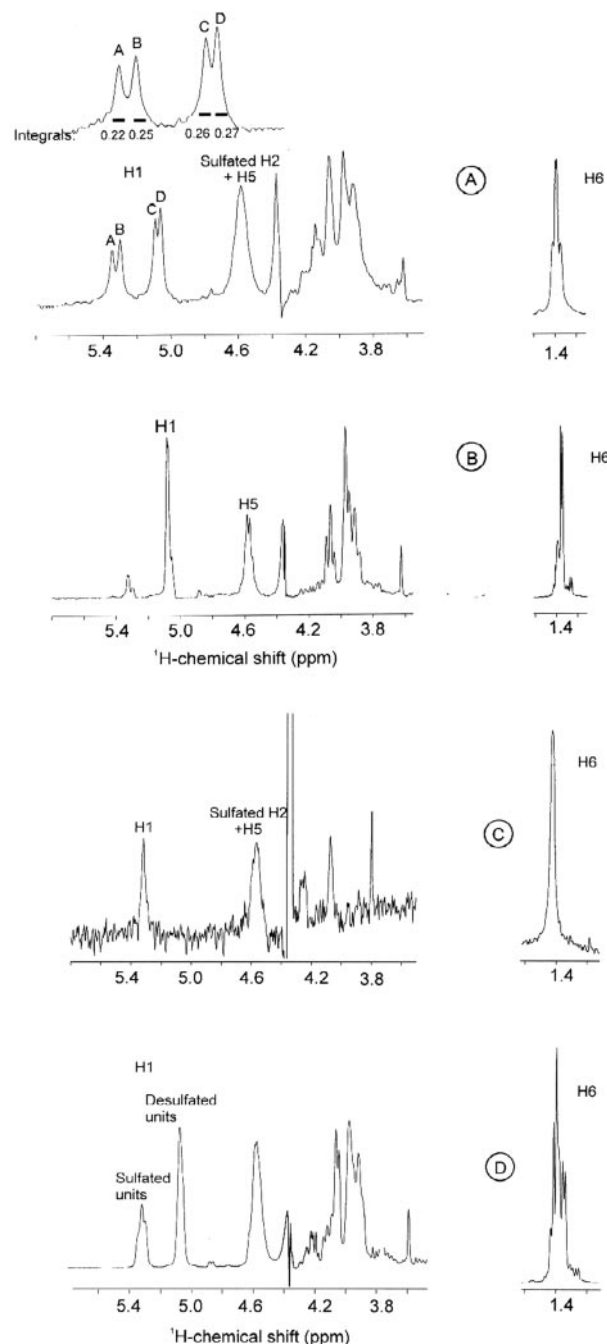 A B C D
Integrals: 0.22 0.25 0.26 0.27
H1
Sulfated H2
+ H5
A B C D
A
H6
5.4 5.0 4.6 4.2 3.8
1.4
H1
H5
B
H6
5.4 5.0 4.6 4.2 3.8
1.4
¹H-chemical shift (ppm)
H1
Sulfated H2
+H5
C
H6
5.4 5.0 4.6 4.2 3.8
1.4
H1
Desulfated
units
Sulfated
units
D
H6
5.4 5.0 4.6 4.2 3.8
1.4
¹H-chemical shift (ppm)